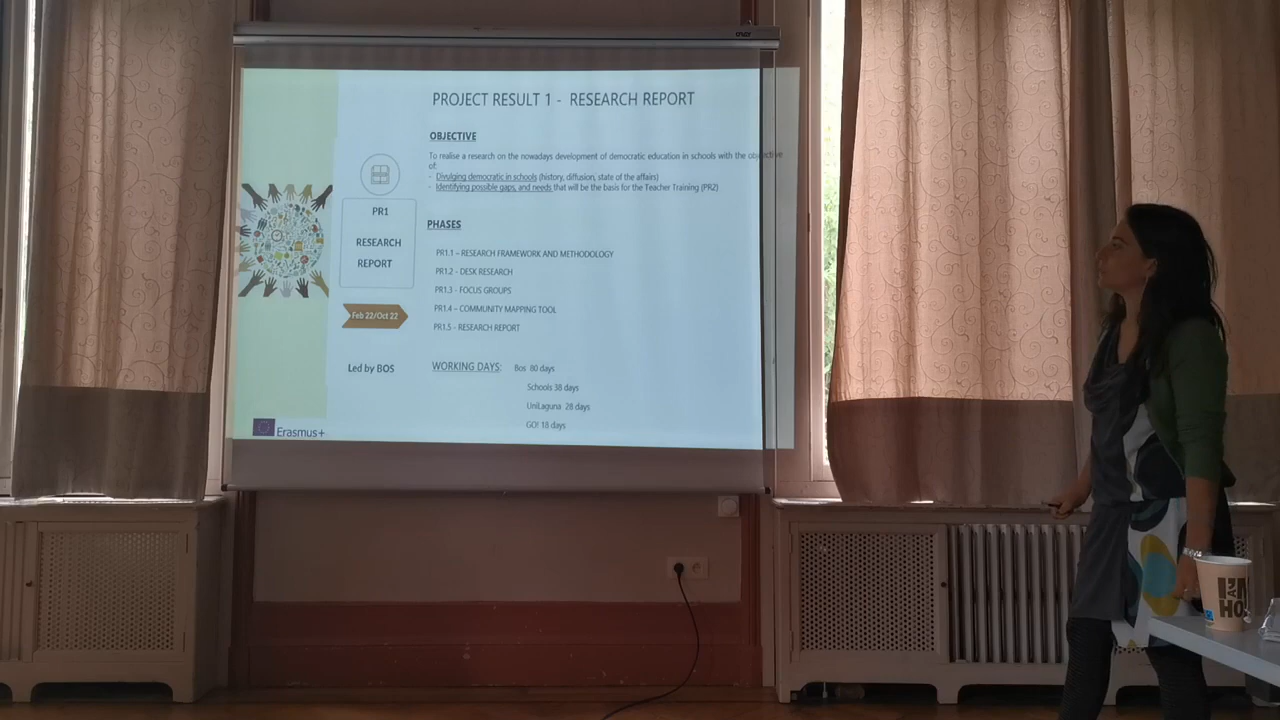 PROJECT RESULT 1 - RESEARCH REPORT
OBJECTIVE
To realise a research on the nowadays development of democratic education in schools with the objective
of:
- Divulging democratic in schools (history, diffusion, state of the affairs)
- Identifying possible gaps, and needs that will be the basis for the Teacher Training (PR2)
PR1
RESEARCH
REPORT
Feb 22/Oct 22
Led by BOS
PHASES
PR1.1 – RESEARCH FRAMEWORK AND METHODOLOGY
PR1.2 - DESK RESEARCH
PR1.3 - FOCUS GROUPS
PR1.4 – COMMUNITY MAPPING TOOL
PR1.5 - RESEARCH REPORT
WORKING DAYS: Bos 80 days
Schools 38 days
UniLaguna 28 days
GO! 18 days
Erasmus+